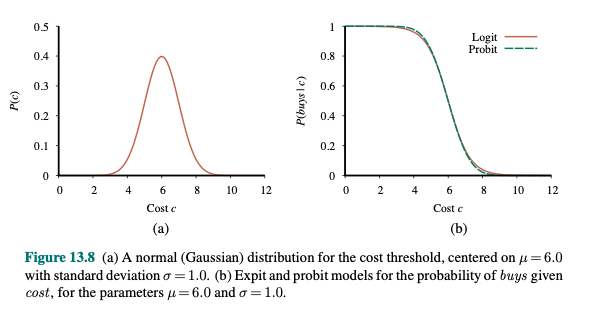 0.5
0.4
0.3
0.2
0.1
0
P(c)
0 2 4 6 8 10 12
Cost c
(a)
1
0.8
0.6
0.4
0.2
0
P(buys | c)
Logit
Probit
0 2 4 6 8 10 12
Cost c
(b)
Figure 13.8 (a) A normal (Gaussian) distribution for the cost threshold, centered on μ = 6.0
with standard deviation σ = 1.0. (b) Expit and probit models for the probability of buys given
cost, for the parameters μ = 6.0 and σ = 1.0.